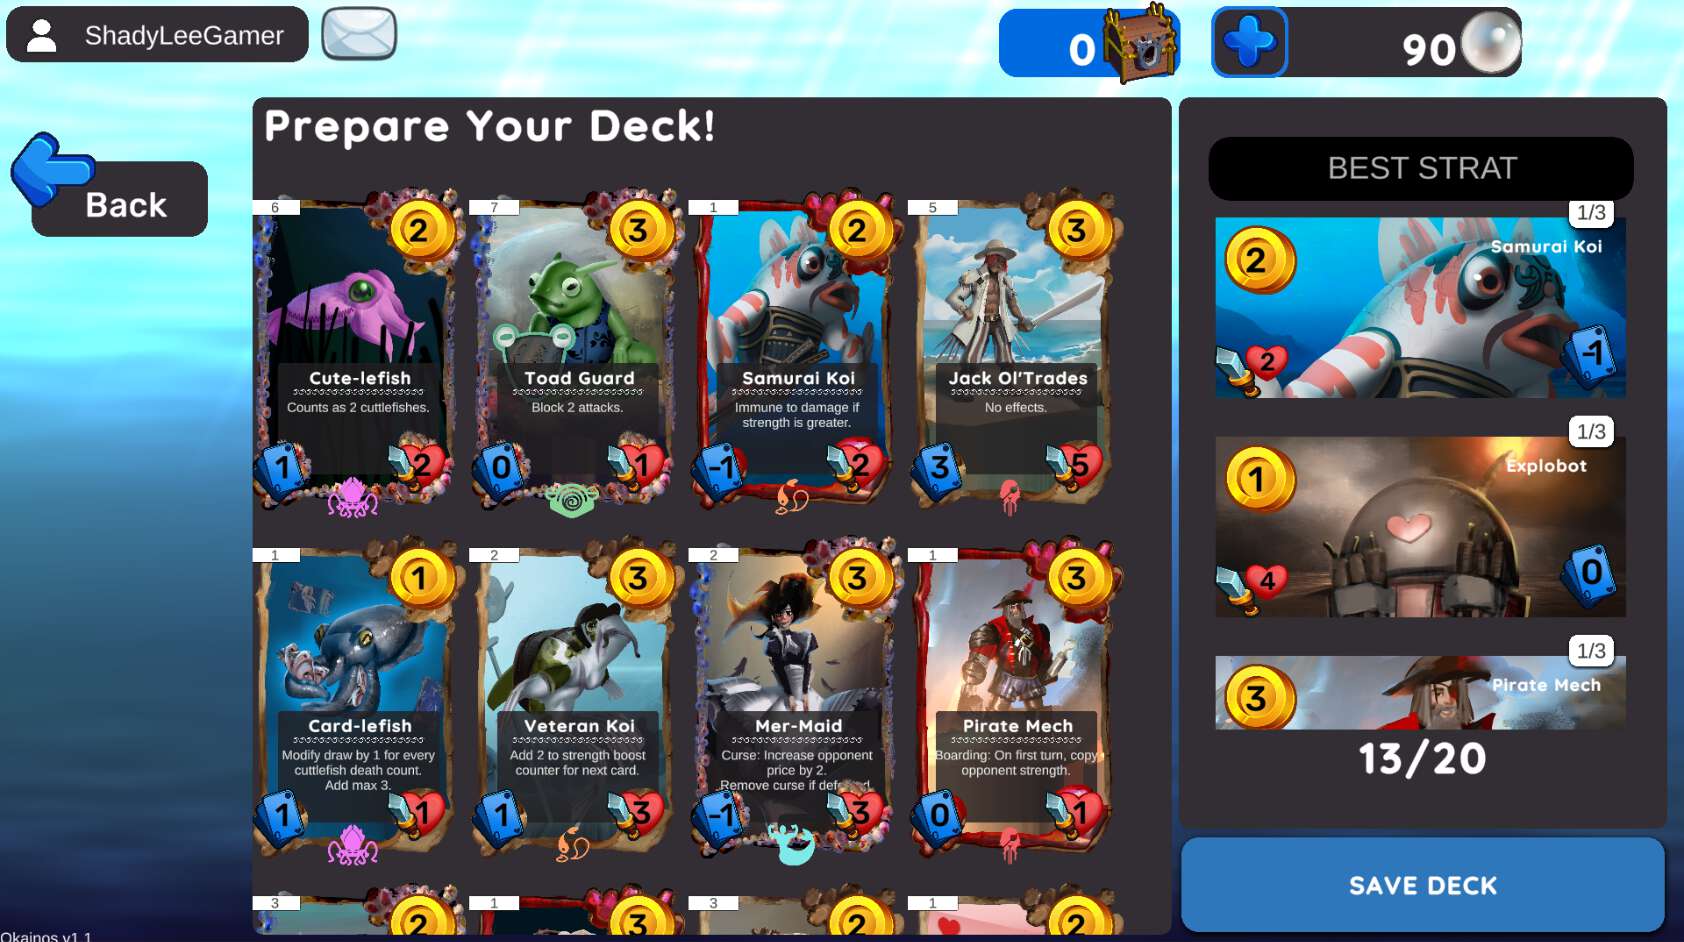 ShadyLeeGamer
0
90
Back
Prepare Your Deck!
BEST STRAT
6
2
Cute-lefish
Counts as 2 cuttlefishes.
1
2
7
3
Toad Guard
Block 2 attacks.
0
1
1
2
Samurai Koi
Immune to damage if
strength is greater.
-1
2
5
3
Jack Ol'Trades
No effects.
3
5
1
1
Card-lefish
Modify draw by 1 for every
cuttlefish death count.
Add max 3.
1
1
2
3
Veteran Koi
Add 2 to strength boost
counter for next card.
1
3
2
3
Mer-Maid
Curse: Increase opponent
price by 2.
Remove curse if
-1
3
1
3
Pirate Mech
Boarding: On first turn, copy
opponent strength.
0
1
3
2
1
3
3
2
1
2
1/3
2
Samurai Koi
2
-1
1/3
1
Explobot
4
0
1/3
3
Pirate Mech
13/20
SAVE DECK
Okainos v1.1